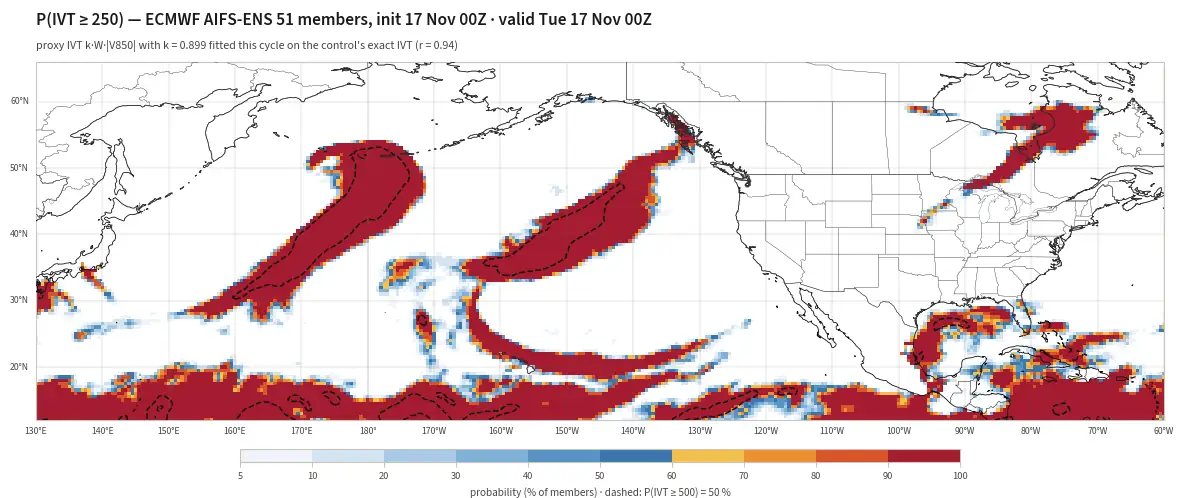 P(IVT ≥ 250) — ECMWF AIFS-ENS 51 members, init 17 Nov 00Z · valid Tue 17 Nov 00Z
proxy IVT k·W·|V850| with k = 0.899 fitted this cycle on the control's exact IVT (r = 0.94)
60°N
50°N
40°N
30°N
20°N
130°E 140°E 150°E 160°E 170°E 180° 170°W 160°W 150°W 140°W 130°W 120°W 110°W 100°W 90°W 80°W 70°W 60°W
5 10 20 30 40 50 60 70 80 90 100
probability (% of members) · dashed: P(IVT ≥ 500) = 50 %